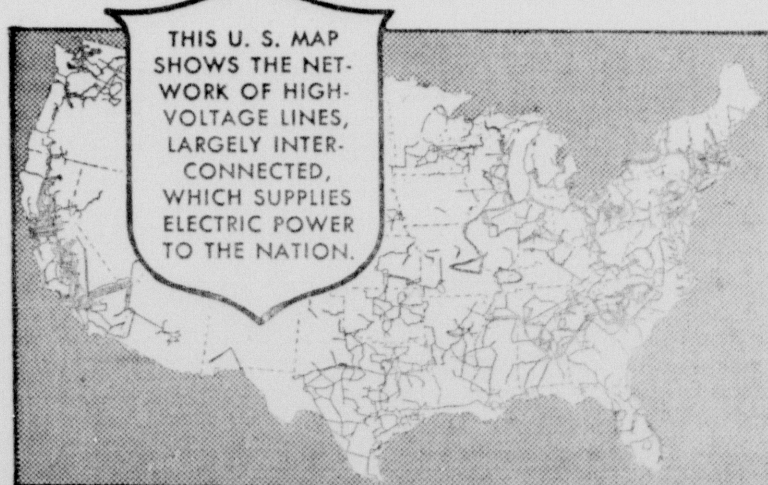 THIS U. S. MAP
SHOWS THE NET-
WORK OF HIGH-
VOLTAGE LINES,
LARGELY INTER-
CONNECTED,
WHICH SUPPLIES
ELECTRIC POWER
TO THE NATION.